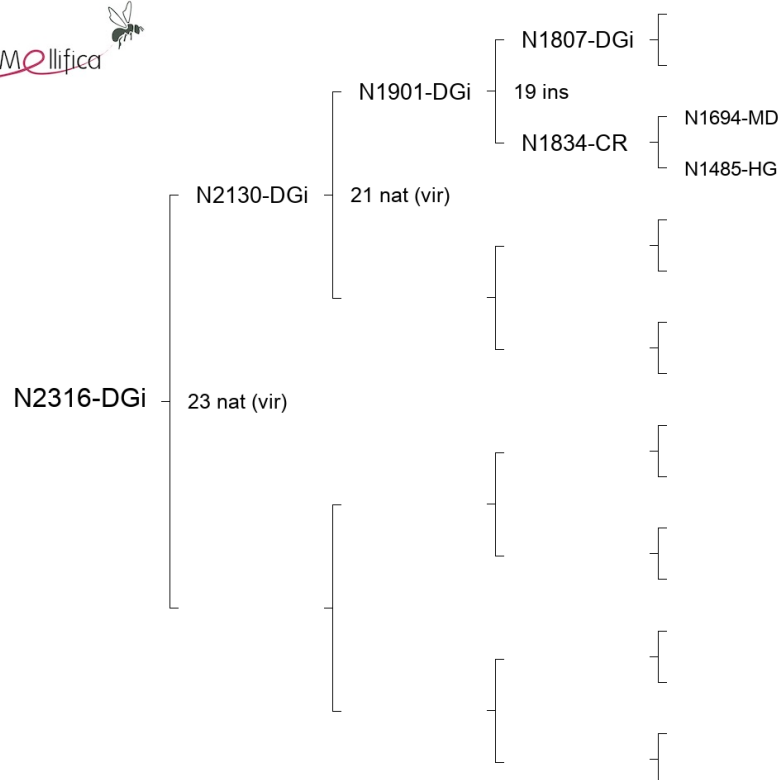 Mellifica
N1807-DGi
N1901-DGi 19 ins
N1834-CR N1694-MD
N1485-HG
N2130-DGi 21 nat (vir)
N2316-DGi 23 nat (vir)